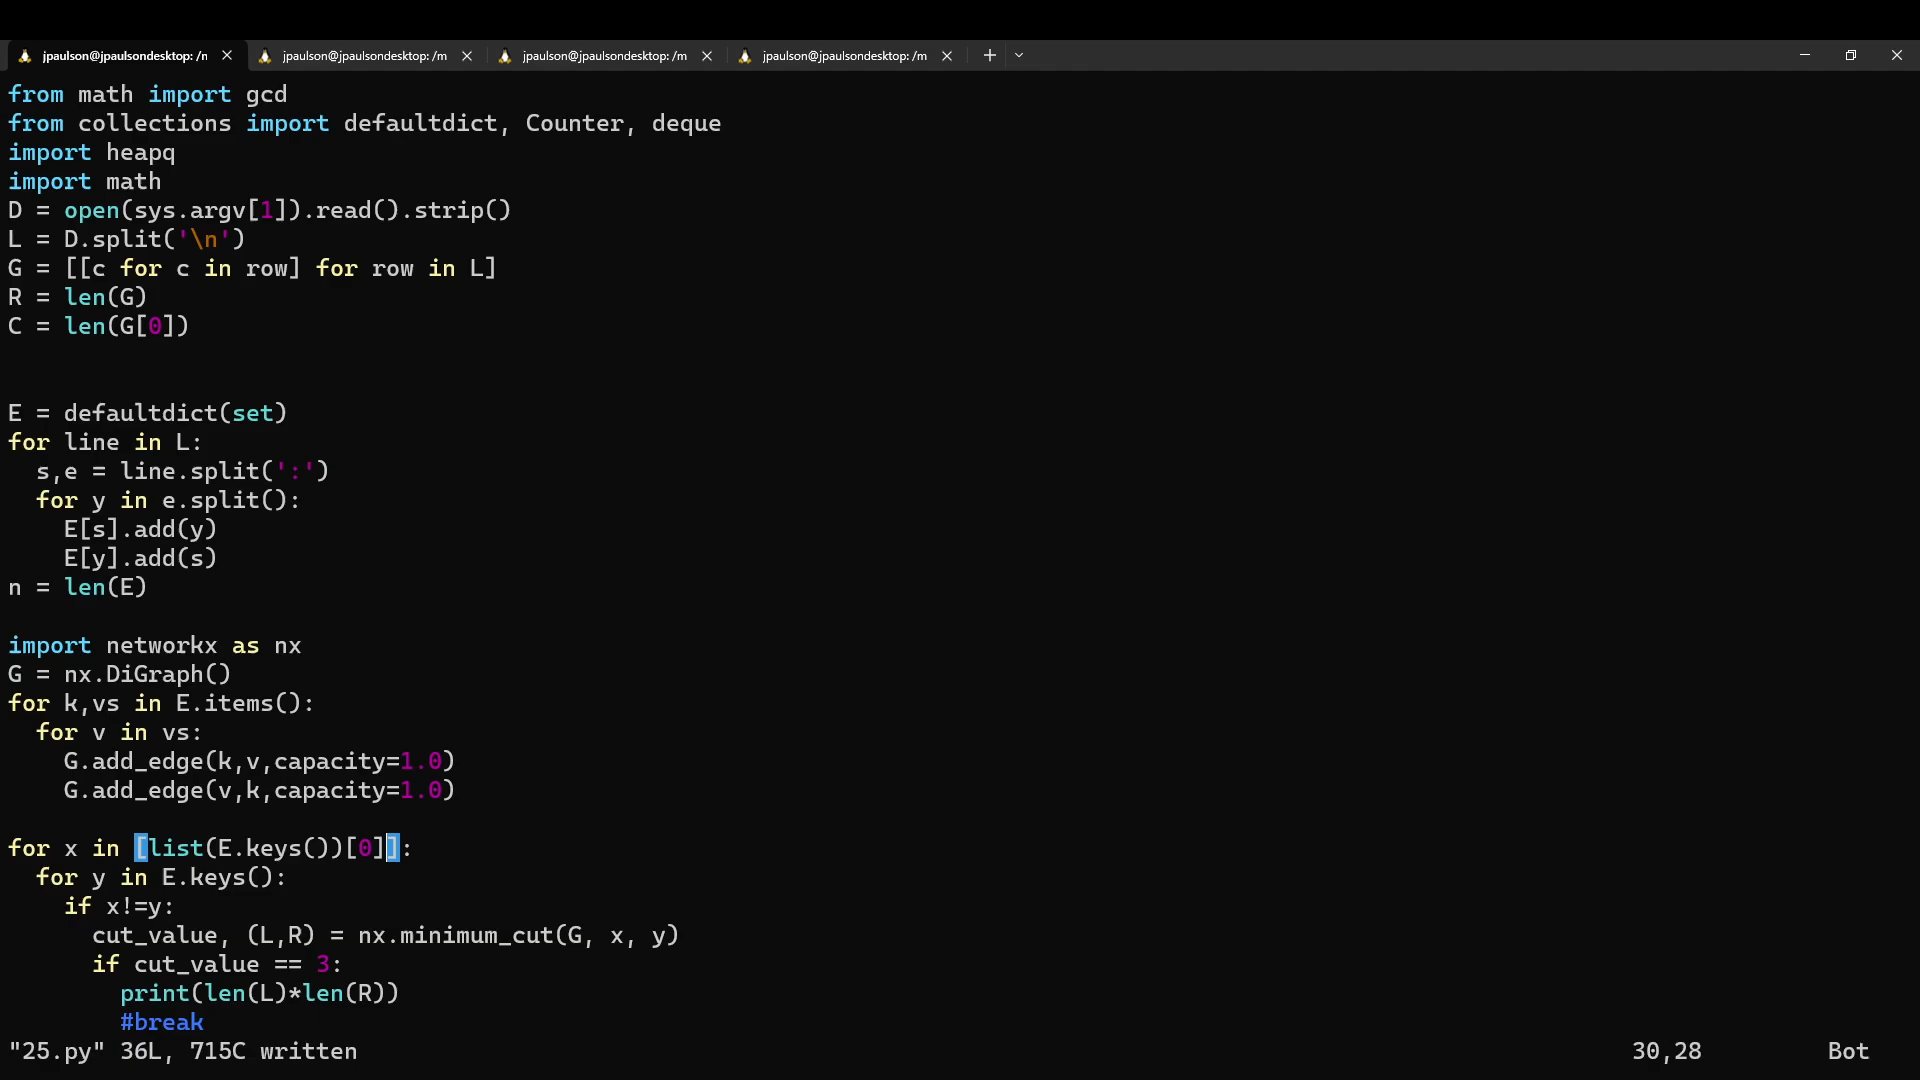 jpaulson@jpaulsondesktop: /n jpaulson@jpaulsondesktop: /m jpaulson@jpaulsondesktop: /m jpaulson@jpaulsondesktop: /m
from math import gcd
from collections import defaultdict, Counter, deque
import heapq
import math
D = open(sys.argv[1]).read().strip()
L = D.split('\n')
G = [[c for c in row] for row in L]
R = len(G)
C = len(G[0])
E = defaultdict(set)
for line in L:
  s,e = line.split(':')
  for y in e.split():
    E[s].add(y)
    E[y].add(s)
n = len(E)
import networkx as nx
G = nx.DiGraph()
for k,vs in E.items():
  for v in vs:
    G.add_edge(k,v,capacity=1.0)
    G.add_edge(v,k,capacity=1.0)
for x in [list(E.keys())[0]]:
  for y in E.keys():
    if x!=y:
      cut_value, (L,R) = nx.minimum_cut(G, x, y)
      if cut_value == 3:
        print(len(L)*len(R))
        #break
"25.py" 36L, 715C written 30,28 Bot